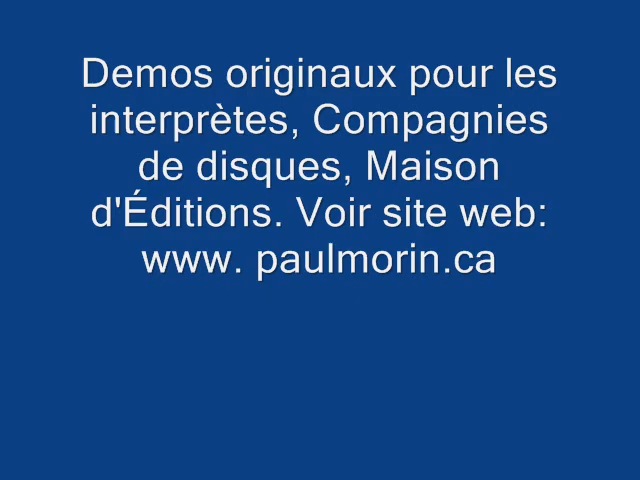 Demos originaux pour les
interprètes, Compagnies
de disques, Maison
d'Éditions. Voir site web:
www. paulmorin.ca